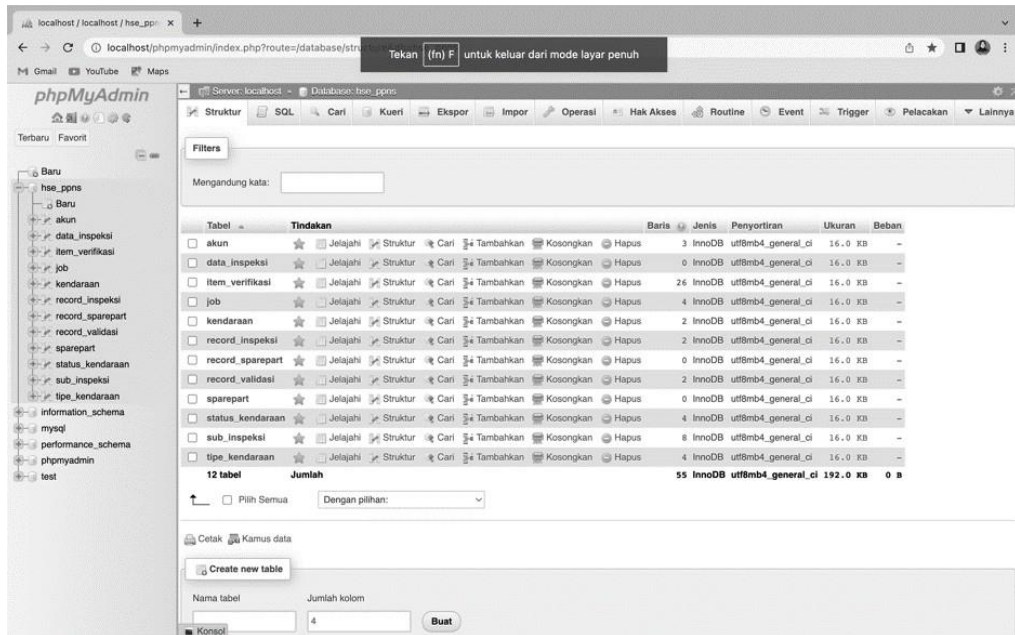 localhost / localhost / hse_ppn
localhost/phpmyadmin/index.php?route=/database/str
Tekan (fn) F untuk keluar dari mode layar penuh
Gmail YouTube Maps
phpMyAdmin
Terbaru Favorit
Baru
hse_ppns
Baru
akun
data_inspeksi
item_verifikasi
job
kendaraan
record_inspeksi
record_sparepart
record_validasi
sparepart
status_kendaraan
sub_inspeksi
tipe_kendaraan
information_schema
mysql
performance_schema
phpmyadmin
test
Server: localhost » Database: hse_ppns
Struktur SQL Cari Kueri Ekspor Impor Operasi Hak Akses Routine Event Trigger Pelacakan Lainnya
Filters
Mengandung kata:
Tabel Tindakan Baris Jenis Penyortiran Ukuran Beban
akun Jelajahi Struktur Cari Tambahkan Kosongkan Hapus 3 InnoDB utf8mb4_general_ci 16.0 KB -
data_inspeksi Jelajahi Struktur Cari Tambahkan Kosongkan Hapus 0 InnoDB utf8mb4_general_ci 16.0 KB -
item_verifikasi Jelajahi Struktur Cari Tambahkan Kosongkan Hapus 26 InnoDB utf8mb4_general_ci 16.0 KB -
job Jelajahi Struktur Cari Tambahkan Kosongkan Hapus 4 InnoDB utf8mb4_general_ci 16.0 KB -
kendaraan Jelajahi Struktur Cari Tambahkan Kosongkan Hapus 2 InnoDB utf8mb4_general_ci 16.0 KB -
record_inspeksi Jelajahi Struktur Cari Tambahkan Kosongkan Hapus 2 InnoDB utf8mb4_general_ci 16.0 KB -
record_sparepart Jelajahi Struktur Cari Tambahkan Kosongkan Hapus 0 InnoDB utf8mb4_general_ci 16.0 KB -
record_validasi Jelajahi Struktur Cari Tambahkan Kosongkan Hapus 2 InnoDB utf8mb4_general_ci 16.0 KB -
sparepart Jelajahi Struktur Cari Tambahkan Kosongkan Hapus 0 InnoDB utf8mb4_general_ci 16.0 KB -
status_kendaraan Jelajahi Struktur Cari Tambahkan Kosongkan Hapus 4 InnoDB utf8mb4_general_ci 16.0 KB -
sub_inspeksi Jelajahi Struktur Cari Tambahkan Kosongkan Hapus 8 InnoDB utf8mb4_general_ci 16.0 KB -
tipe_kendaraan Jelajahi Struktur Cari Tambahkan Kosongkan Hapus 4 InnoDB utf8mb4_general_ci 16.0 KB -
12 tabel Jumlah 55 InnoDB utf8mb4_general_ci 192.0 KB 0 B
Pilih Semua Dengan pilihan:
Cetak Kamus data
Create new table
Nama tabel Jumlah kolom
4 Buat
Konsol